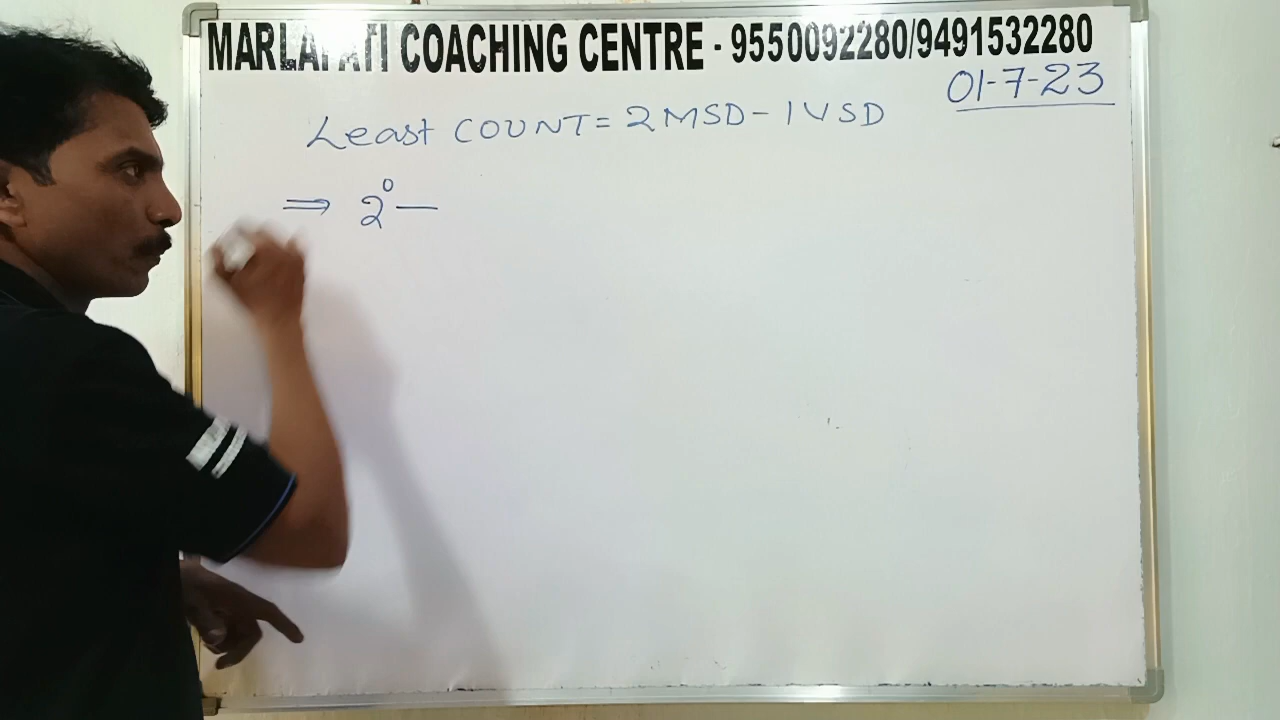 MARLAPATI COACHING CENTRE - 9550092280/9491532280
01-7-23
Least COUNT = 2MSD - 1VSD
⇒ 2° —